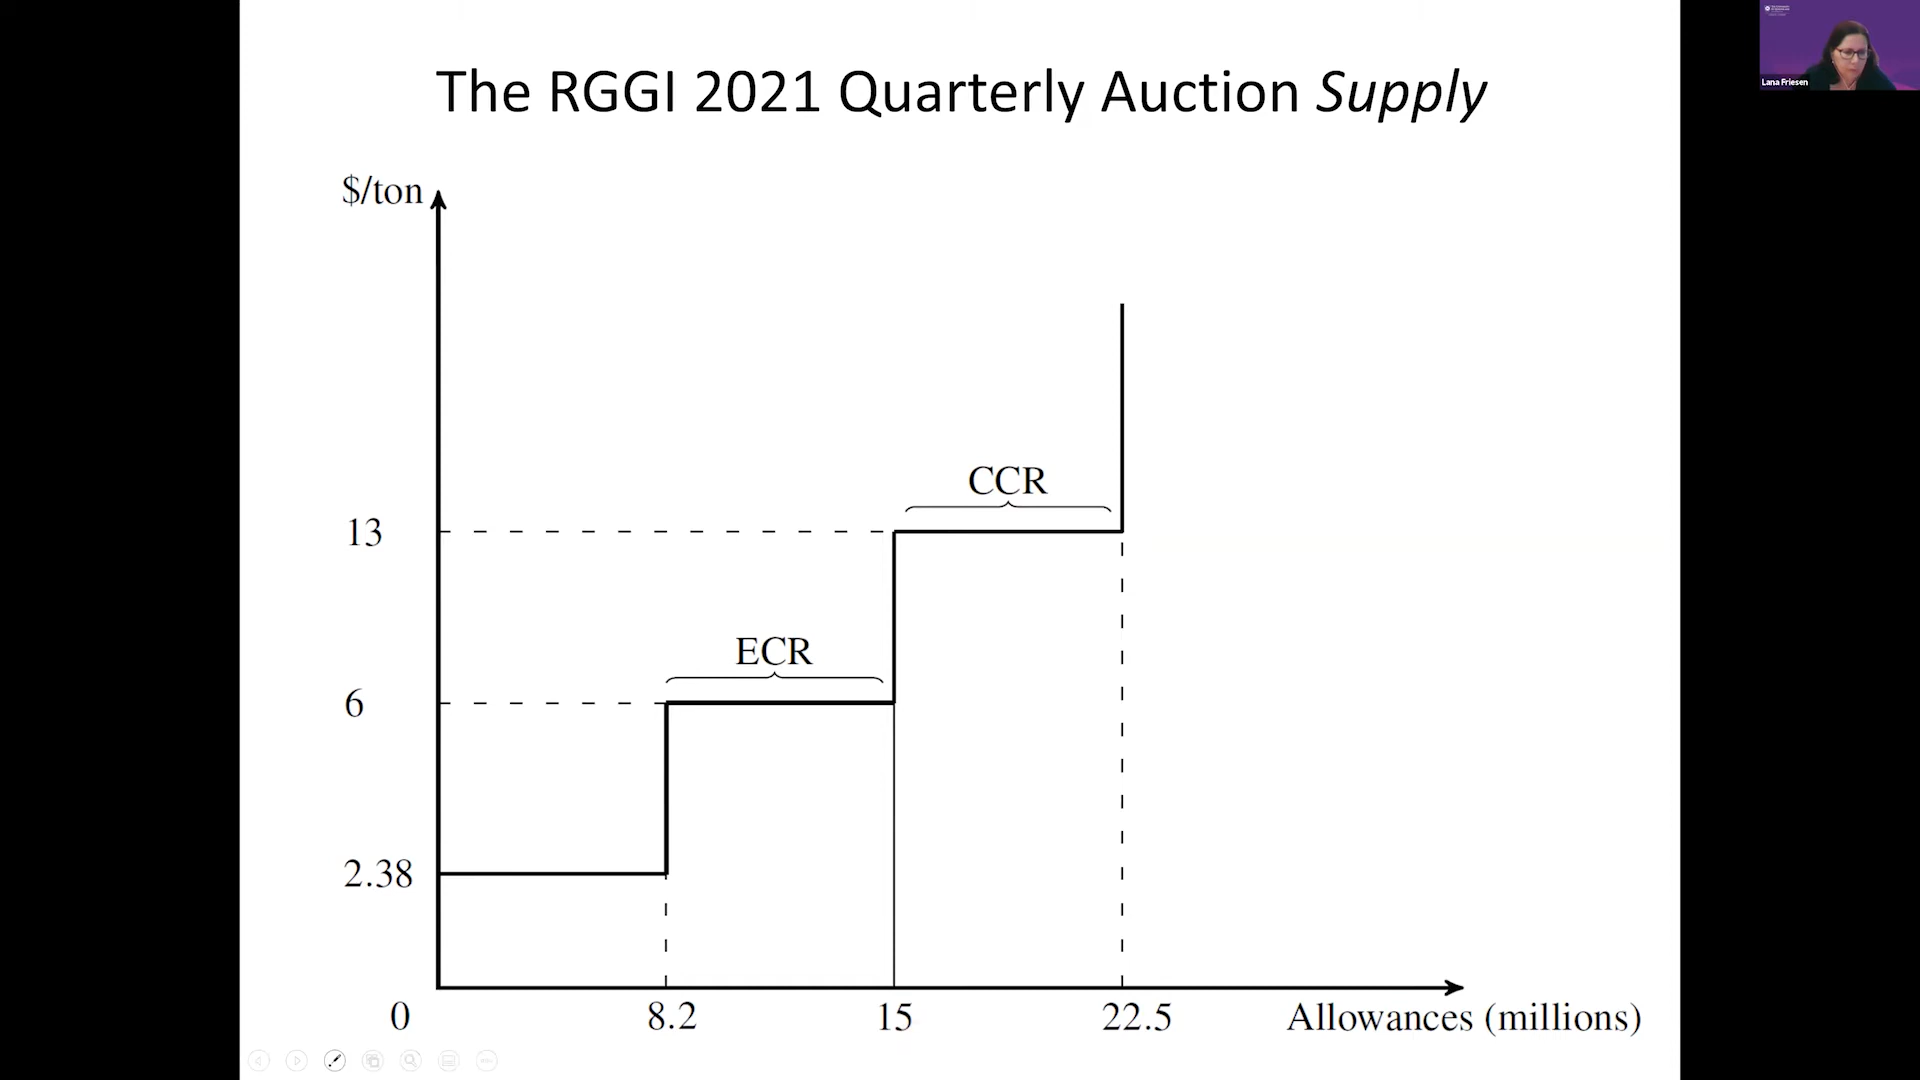 The RGGI 2021 Quarterly Auction Supply
Lana Friesen
$/ton
CCR
13
ECR
6
2.38
0
8.2
15
22.5
Allowances (millions)